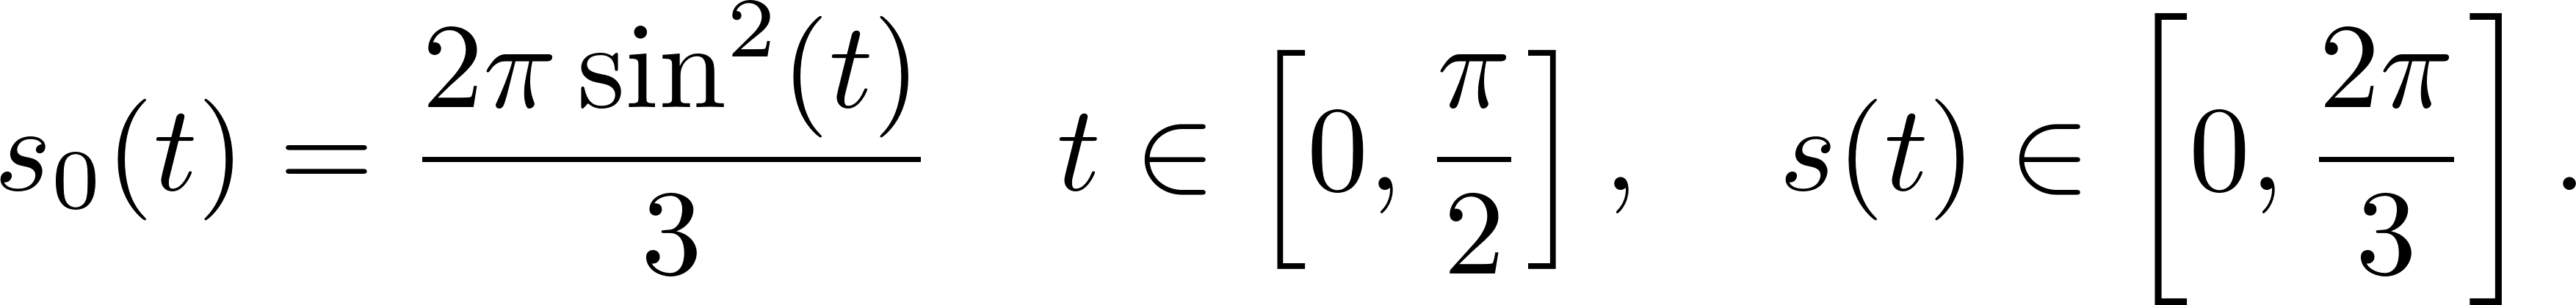 s_0(t) = \frac{2\pi \sin^2(t)}{3} \quad t \in \left[0, \frac{\pi}{2}\right], \quad s(t) \in \left[0, \frac{2\pi}{3}\right].